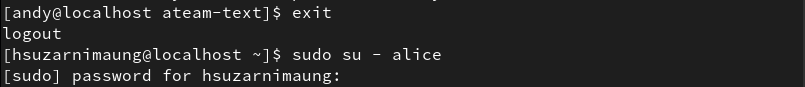 [andy@localhost ateam-text]$ exit
logout
[hsuzarnimaung@localhost ~]$ sudo su - alice
[sudo] password for hsuzarnimaung: